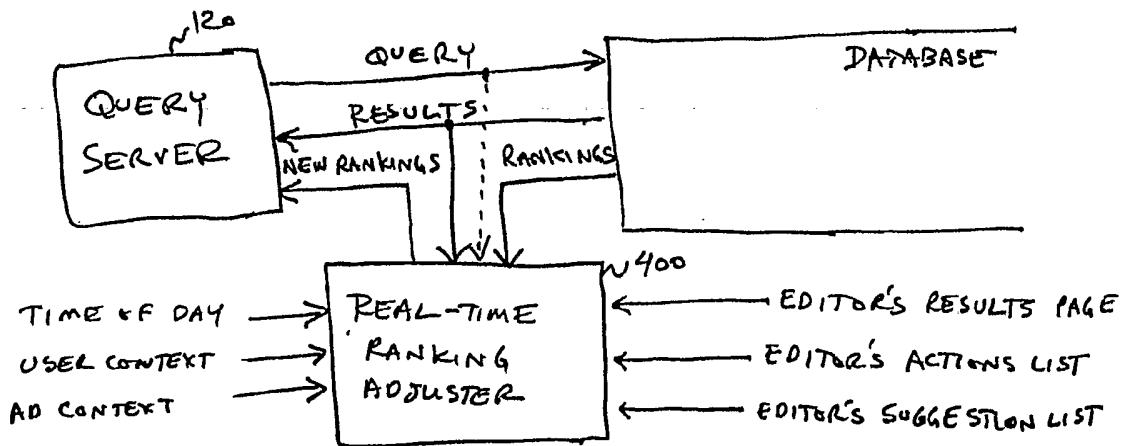 120
QUERY
SERVER
QUERY
RESULTS
NEW RANKINGS
RANKINGS
DATABASE
400
REAL-TIME
RANKING
ADJUSTER
TIME OF DAY
USER CONTEXT
AD CONTEXT
EDITOR'S RESULTS PAGE
EDITOR'S ACTIONS LIST
EDITOR'S SUGGESTION LIST